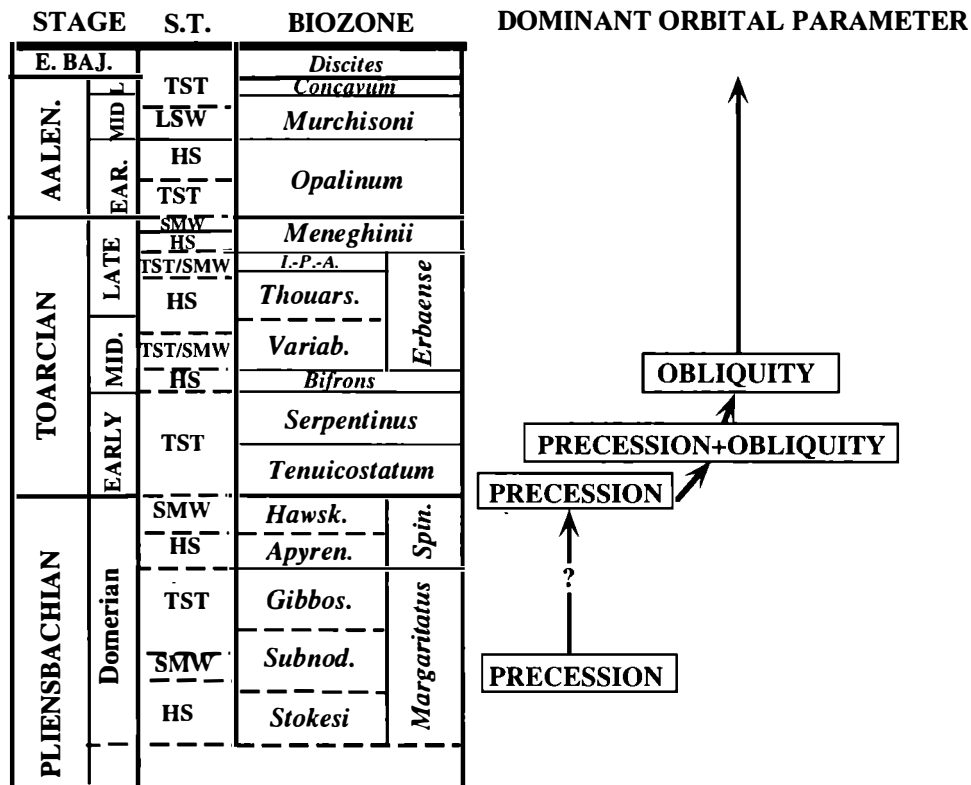 STAGE S.T. BIOZONE DOMINANT ORBITAL PARAMETER
E. BAJ. Discites
L TST Concavum
AALEN. MID LSW Murchisoni
EAR. HS Opalinum
TST
SMW Meneghinii
HS
TOARCIAN LATE TST/SMW I.-P.-A. Erbaense
HS Thouars.
MID. TST/SMW Variab. OBLIQUITY
HS Bifrons
EARLY TST Serpentinus PRECESSION+OBLIQUITY
Tenuicostatum PRECESSION
PLIENSBACHIAN Domerian SMW Hawsk. Spin.
HS Apyren. ?
TST Gibbos. Margaritatus
SMW Subnod. PRECESSION
HS Stokesi